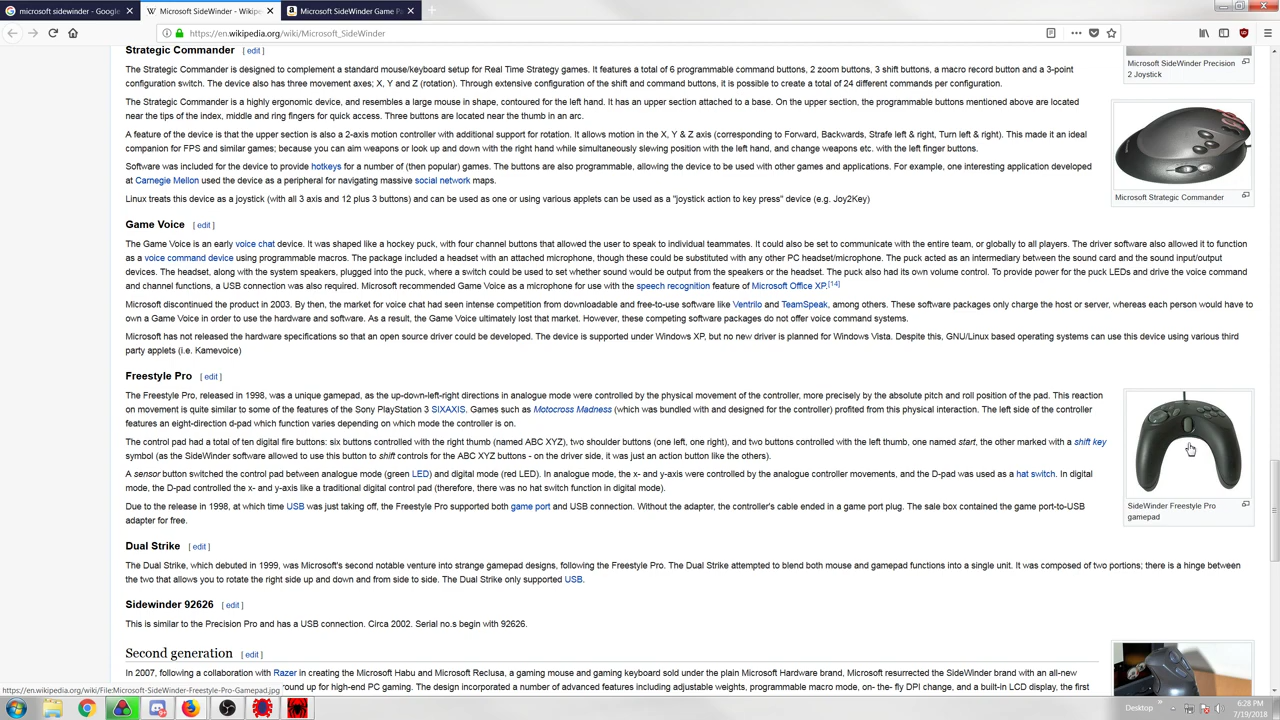 microsoft sidewinder - Google
Microsoft SideWinder - Wikipe
Microsoft SideWinder Game Pa
https://en.wikipedia.org/wiki/Microsoft_SideWinder
Strategic Commander [ edit ]
The Strategic Commander is designed to complement a standard mouse/keyboard setup for Real Time Strategy games. It features a total of 6 programmable command buttons, 2 zoom buttons, 3 shift buttons, a macro record button and a 3-point
configuration switch. The device also has three movement axes; X, Y and Z (rotation). Through extensive configuration of the shift and command buttons, it is possible to create a total of 24 different commands per configuration.
The Strategic Commander is a highly ergonomic device, and resembles a large mouse in shape, contoured for the left hand. It has an upper section attached to a base. On the upper section, the programmable buttons mentioned above are located
near the tips of the index, middle and ring fingers for quick access. Three buttons are located near the thumb in an arc.
A feature of the device is that the upper section is also a 2-axis motion controller with additional support for rotation. It allows motion in the X, Y & Z axis (corresponding to Forward, Backwards, Strafe left & right, Turn left & right). This made it an ideal
companion for FPS and similar games; because you can aim weapons or look up and down with the right hand while simultaneously slewing position with the left hand, and change weapons etc. with the left finger buttons.
Software was included for the device to provide hotkeys for a number of (then popular) games. The buttons are also programmable, allowing the device to be used with other games and applications. For example, one interesting application developed
at Carnegie Mellon used the device as a peripheral for navigating massive social network maps.
Linux treats this device as a joystick (with all 3 axis and 12 plus 3 buttons) and can be used as one or using various applets can be used as a "joystick action to key press" device (e.g. Joy2Key)
Microsoft SideWinder Precision
2 Joystick
Microsoft Strategic Commander
Game Voice [ edit ]
The Game Voice is an early voice chat device. It was shaped like a hockey puck, with four channel buttons that allowed the user to speak to individual teammates. It could also be set to communicate with the entire team, or globally to all players. The driver software also allowed it to function
as a voice command device using programmable macros. The package included a headset with an attached microphone, though these could be substituted with any other PC headset/microphone. The puck acted as an intermediary between the sound card and the sound input/output
devices. The headset, along with the system speakers, plugged into the puck, where a switch could be used to set whether sound would be output from the speakers or the headset. The puck also had its own volume control. To provide power for the puck LEDs and drive the voice command
and channel functions, a USB connection was also required. Microsoft recommended Game Voice as a microphone for use with the speech recognition feature of Microsoft Office XP.[14]
Microsoft discontinued the product in 2003. By then, the market for voice chat had seen intense competition from downloadable and free-to-use software like Ventrilo and TeamSpeak, among others. These software packages only charge the host or server, whereas each person would have to
own a Game Voice in order to use the hardware and software. As a result, the Game Voice ultimately lost that market. However, these competing software packages do not offer voice command systems.
Microsoft has not released the hardware specifications so that an open source driver could be developed. The device is supported under Windows XP, but no new driver is planned for Windows Vista. Despite this, GNU/Linux based operating systems can use this device using various third
party applets (i.e. Kamevoice)
Freestyle Pro [ edit ]
The Freestyle Pro, released in 1998, was a unique gamepad, as the up-down-left-right directions in analogue mode were controlled by the physical movement of the controller, more precisely by the absolute pitch and roll position of the pad. This reaction
on movement is quite similar to some of the features of the Sony PlayStation 3 SIXAXIS. Games such as Motocross Madness (which was bundled with and designed for the controller) profited from this physical interaction. The left side of the controller
features an eight-direction d-pad which function varies depending on which mode the controller is on.
The control pad had a total of ten digital fire buttons: six buttons controlled with the right thumb (named ABC XYZ), two shoulder buttons (one left, one right), and two buttons controlled with the left thumb, one named start, the other marked with a shift key
symbol (as the SideWinder software allowed to use this button to shift controls for the ABC XYZ buttons - on the driver side, it was just an action button like the others).
A sensor button switched the control pad between analogue mode (green LED) and digital mode (red LED). In analogue mode, the x- and y-axis were controlled by the analogue controller movements, and the D-pad was used as a hat switch. In digital
mode, the D-pad controlled the x- and y-axis like a traditional digital control pad (therefore, there was no hat switch function in digital mode).
Due to the release in 1998, at which time USB was just taking off, the Freestyle Pro supported both game port and USB connection. Without the adapter, the controller's cable ended in a game port plug. The sale box contained the game port-to-USB
adapter for free.
SideWinder Freestyle Pro
gamepad
Dual Strike [ edit ]
The Dual Strike, which debuted in 1999, was Microsoft's second notable venture into strange gamepad designs, following the Freestyle Pro. The Dual Strike attempted to blend both mouse and gamepad functions into a single unit. It was composed of two portions; there is a hinge between
the two that allows you to rotate the right side up and down and from side to side. The Dual Strike only supported USB.
Sidewinder 92626 [ edit ]
This is similar to the Precision Pro and has a USB connection. Circa 2002. Serial no.s begin with 92626.
Second generation [ edit ]
In 2007, following a collaboration with Razer in creating the Microsoft Habu and Microsoft Reclusa, a gaming mouse and gaming keyboard sold under the plain Microsoft Hardware brand, Microsoft resurrected the SideWinder brand with an all-new
round up for high-end PC gaming. The design incorporated a number of advanced features including adjustable weights, programmable macro mode, on- the- fly DPI change, and a built-in LCD display, the first
https://en.wikipedia.org/wiki/File:Microsoft-SideWinder-Freestyle-Pro-Gamepad.jpg
Desktop
6:28 PM
7/19/2018